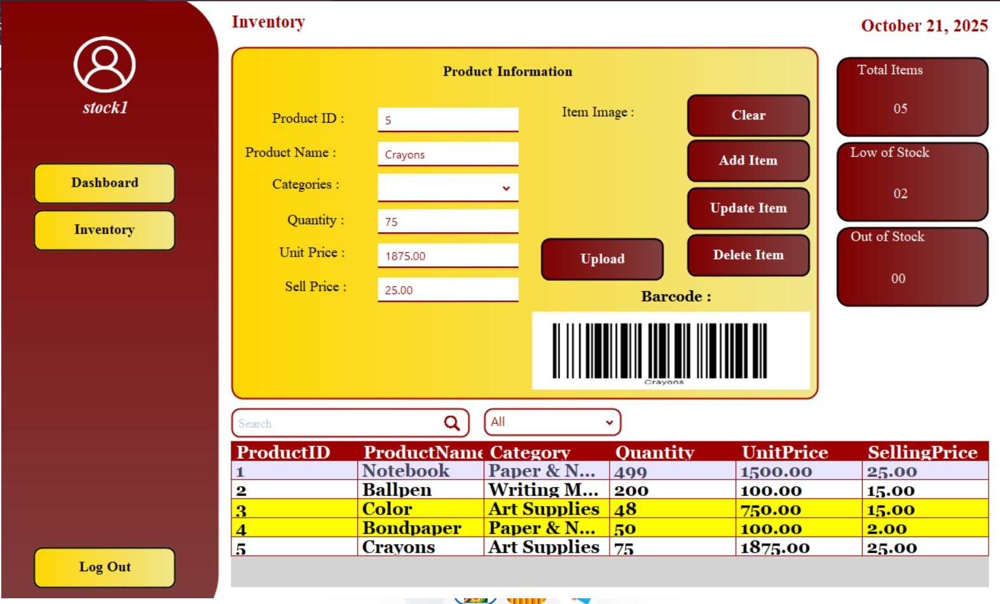 Inventory
October 21, 2025
stock1
Dashboard
Inventory
Log Out
Product Information
Product ID : 5
Product Name : Crayons
Categories :
Quantity : 75
Unit Price : 1875.00
Sell Price : 25.00
Item Image :
Upload
Clear
Add Item
Update Item
Delete Item
Barcode :
Crayons
Total Items
05
Low of Stock
02
Out of Stock
00
Search
All
ProductID ProductName Category Quantity UnitPrice SellingPrice
1 Notebook Paper & N... 499 1500.00 25.00
2 Ballpen Writing M... 200 100.00 15.00
3 Color Art Supplies 48 750.00 15.00
4 Bondpaper Paper & N... 50 100.00 2.00
5 Crayons Art Supplies 75 1875.00 25.00